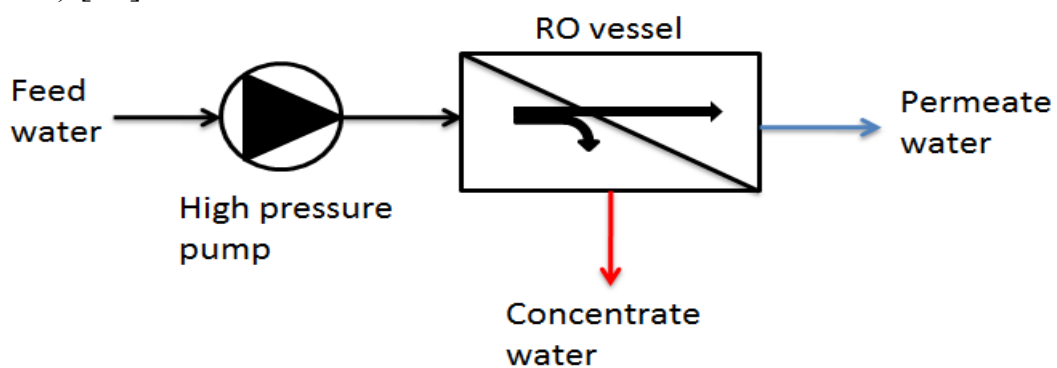 RO vessel
Feed
water
High pressure
pump
Permeate
water
Concentrate
water